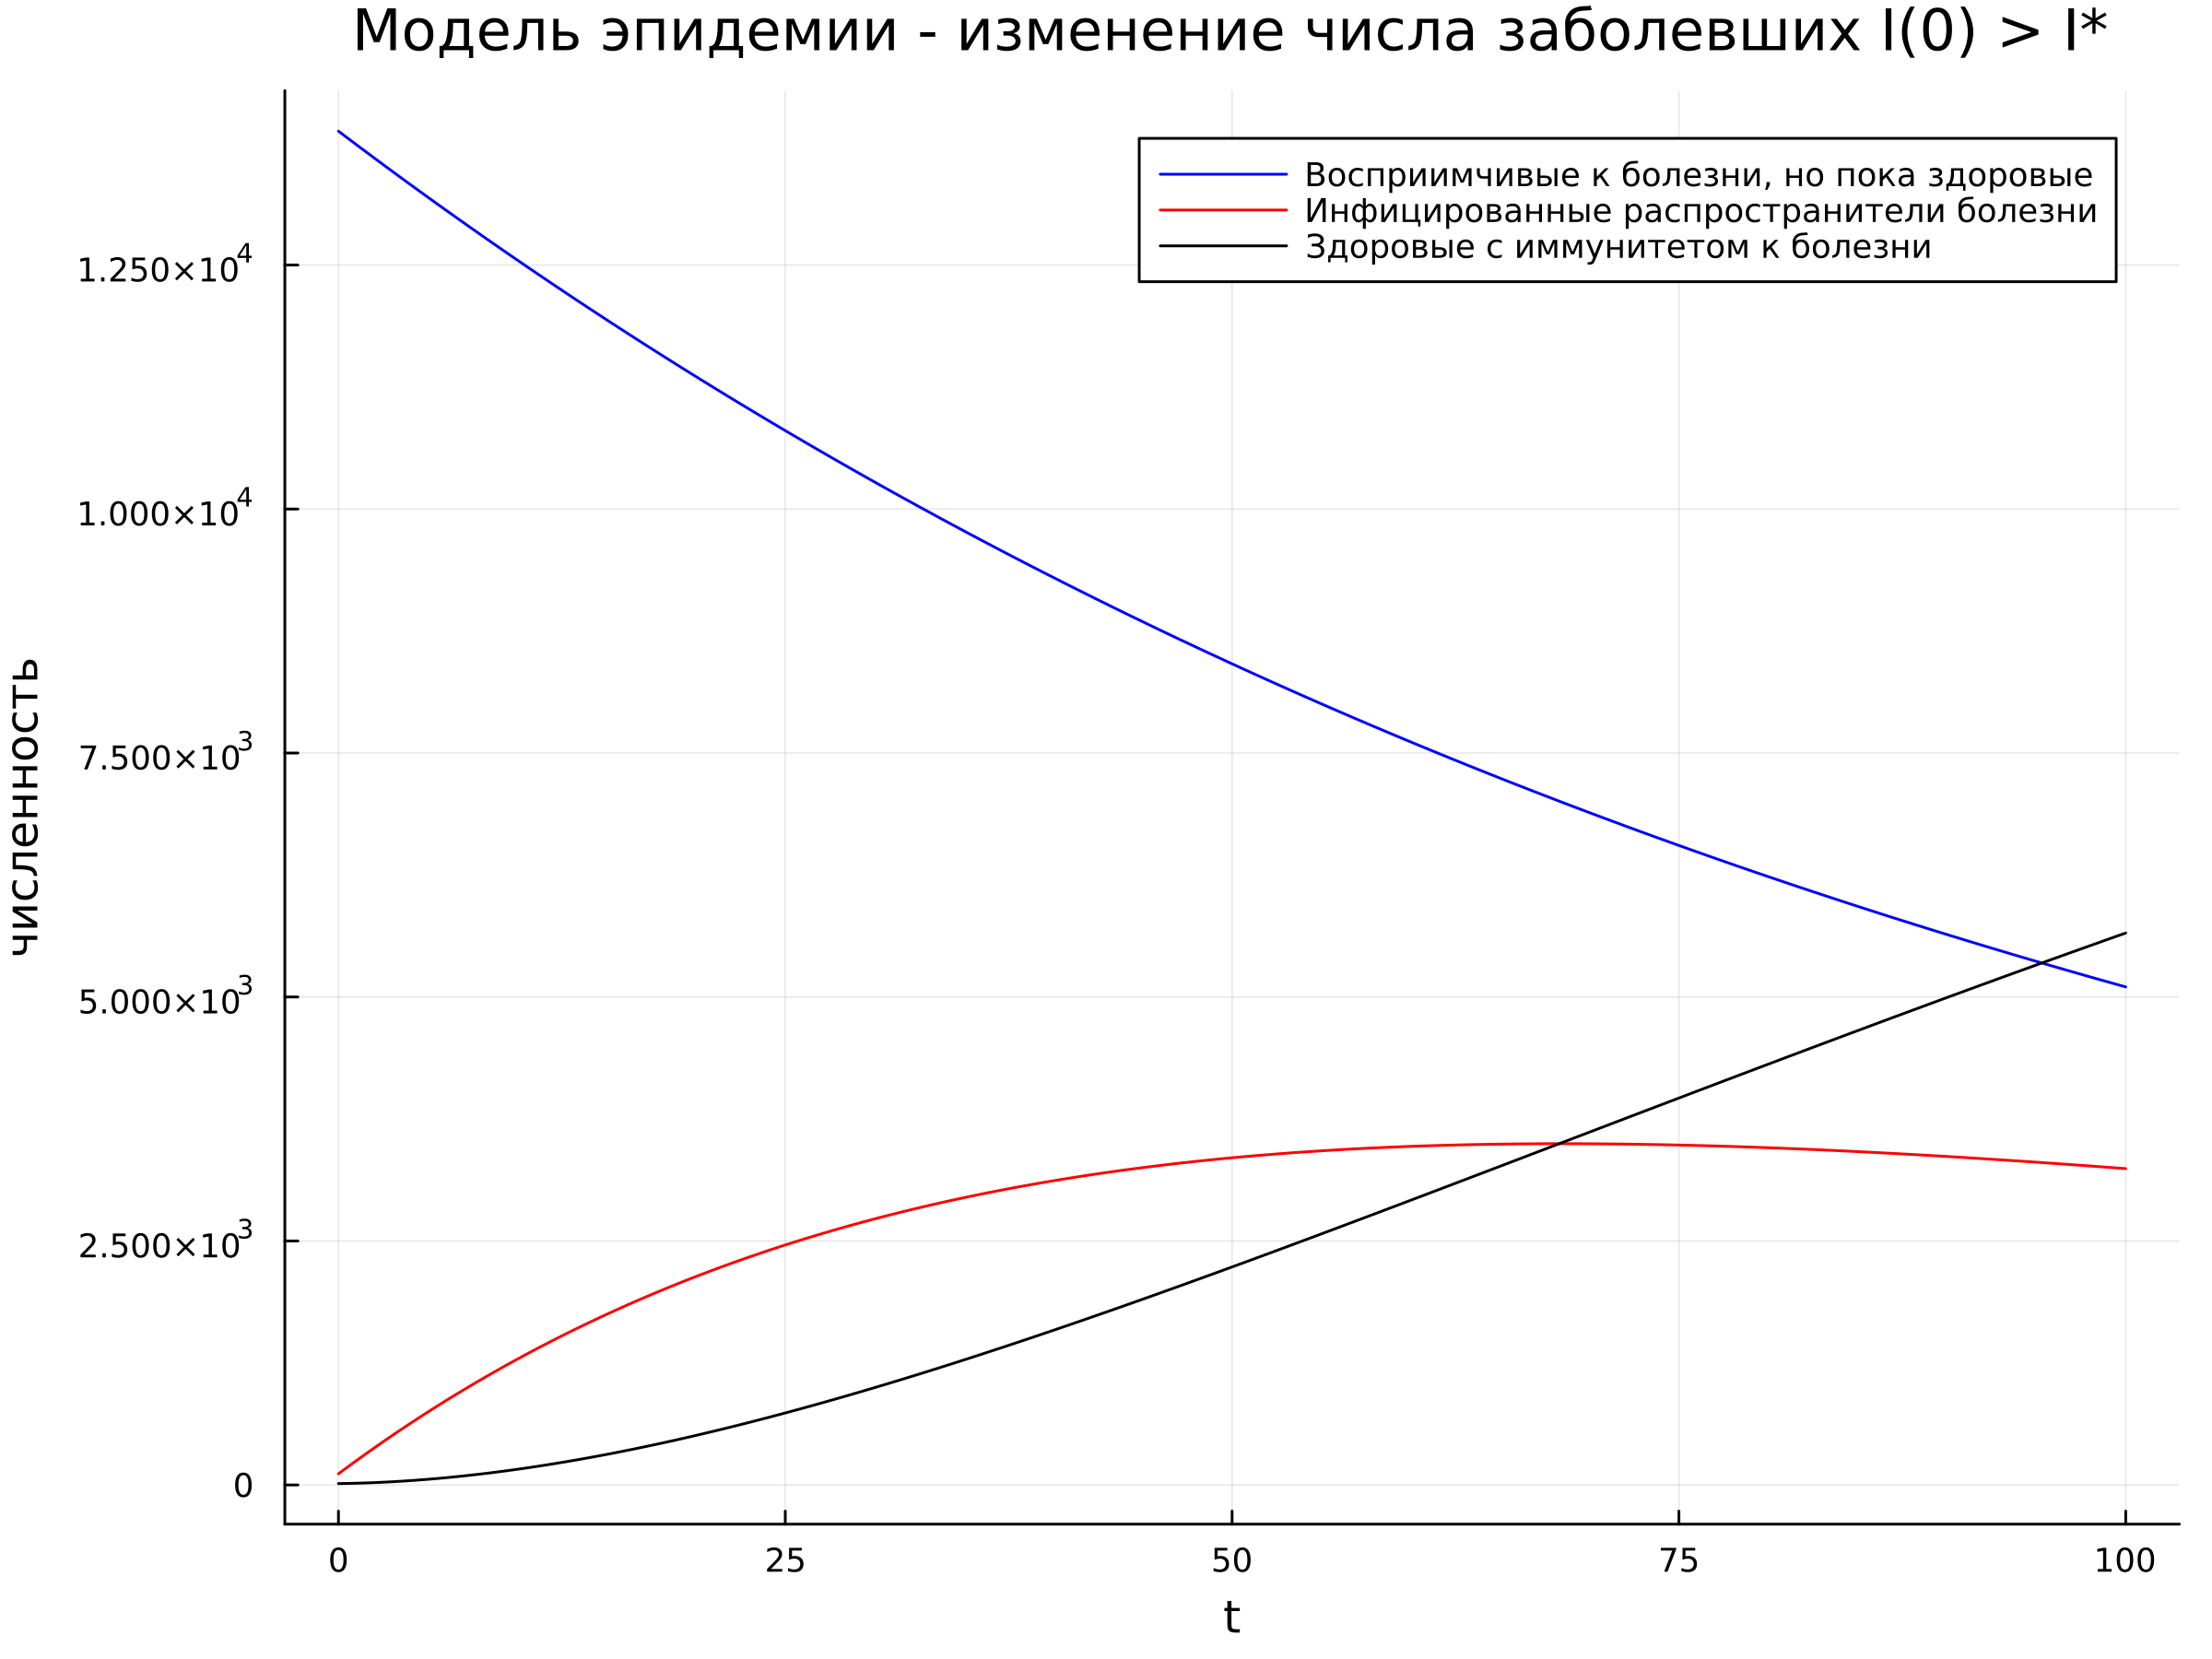 Модель эпидемии - изменение числа заболевших I(0) > I*
Восприимчивые к болезни, но пока здоровые
Инфицированные распространители болезни
Здоровые с иммунитетом к болезни
численность
1.250×10⁴
1.000×10⁴
7.500×10³
5.000×10³
2.500×10³
0
0 25 50 75 100
t